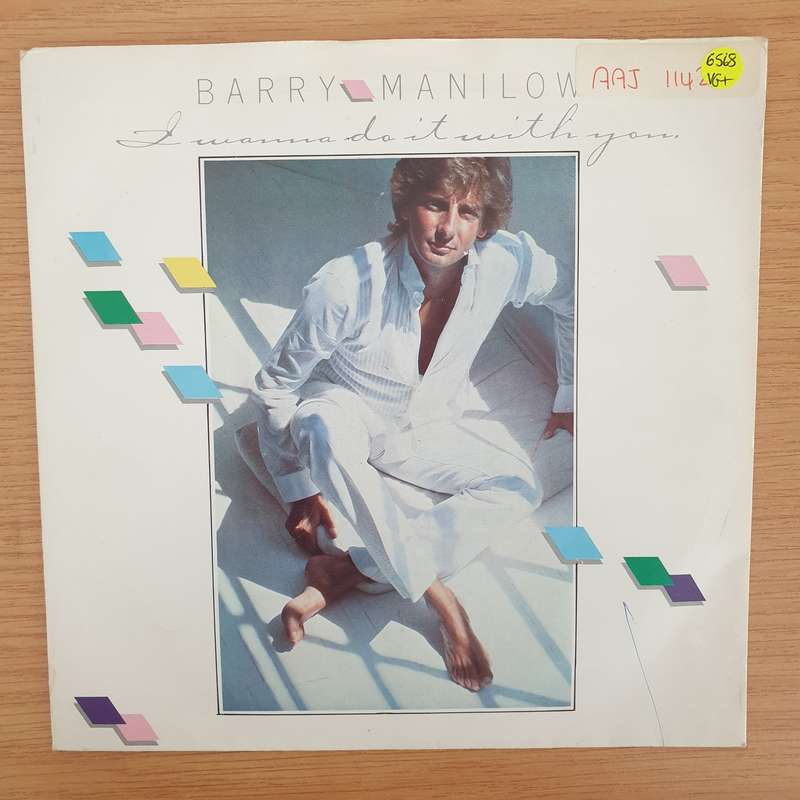 BARRY MANILOW
I wanna do it with you.
AAJ 114
6568
VG+